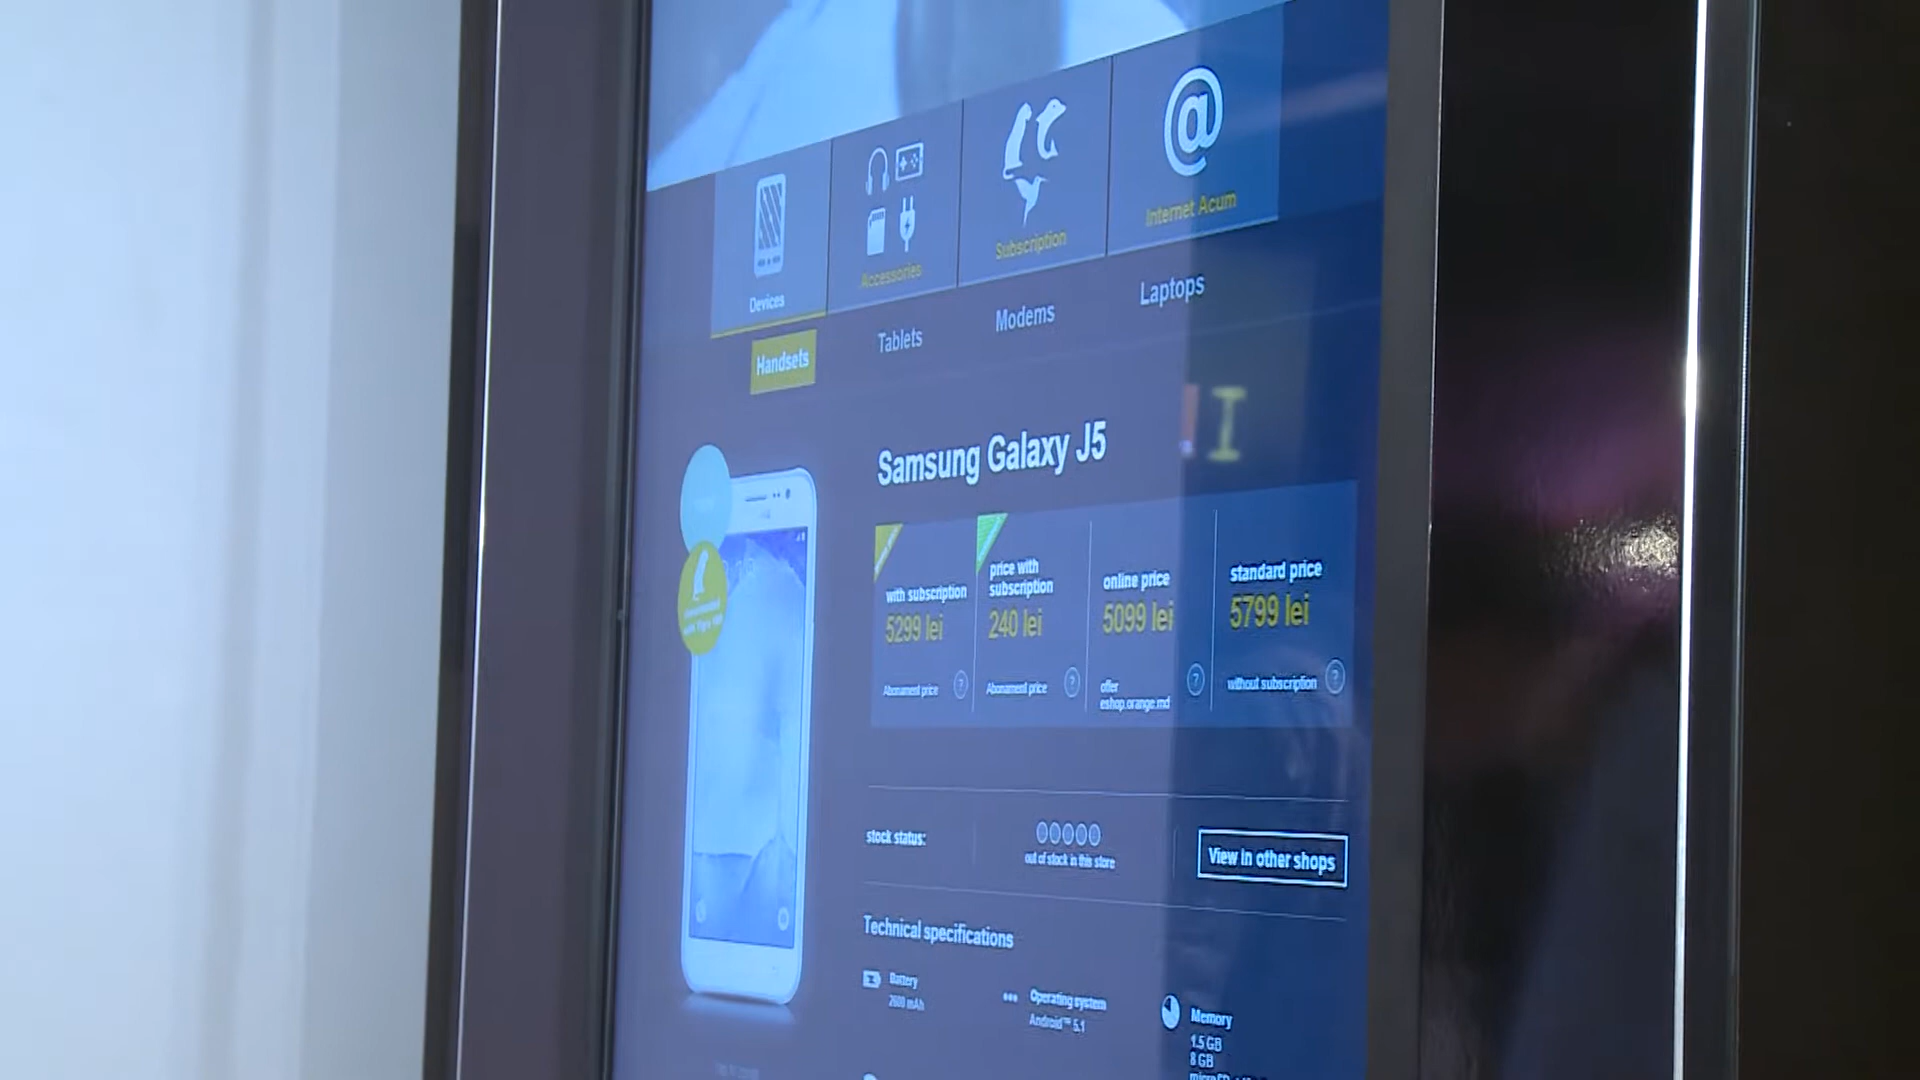 Devices
Accessories
Subscription
Internet Acum
Handsets
Tablets
Modems
Laptops
Samsung Galaxy J5
with subscription
5299 lei
Abonament price
?
price with
subscription
240 lei
Abonament price
?
online price
5099 lei
offer
eshop.orange.md
?
standard price
5799 lei
without subscription
?
stock status:
out of stock in this store
View in other shops
Technical specifications
Battery
2600 mAh
Operating system
Android™ 5.1
Memory
1.5 GB
8 GB